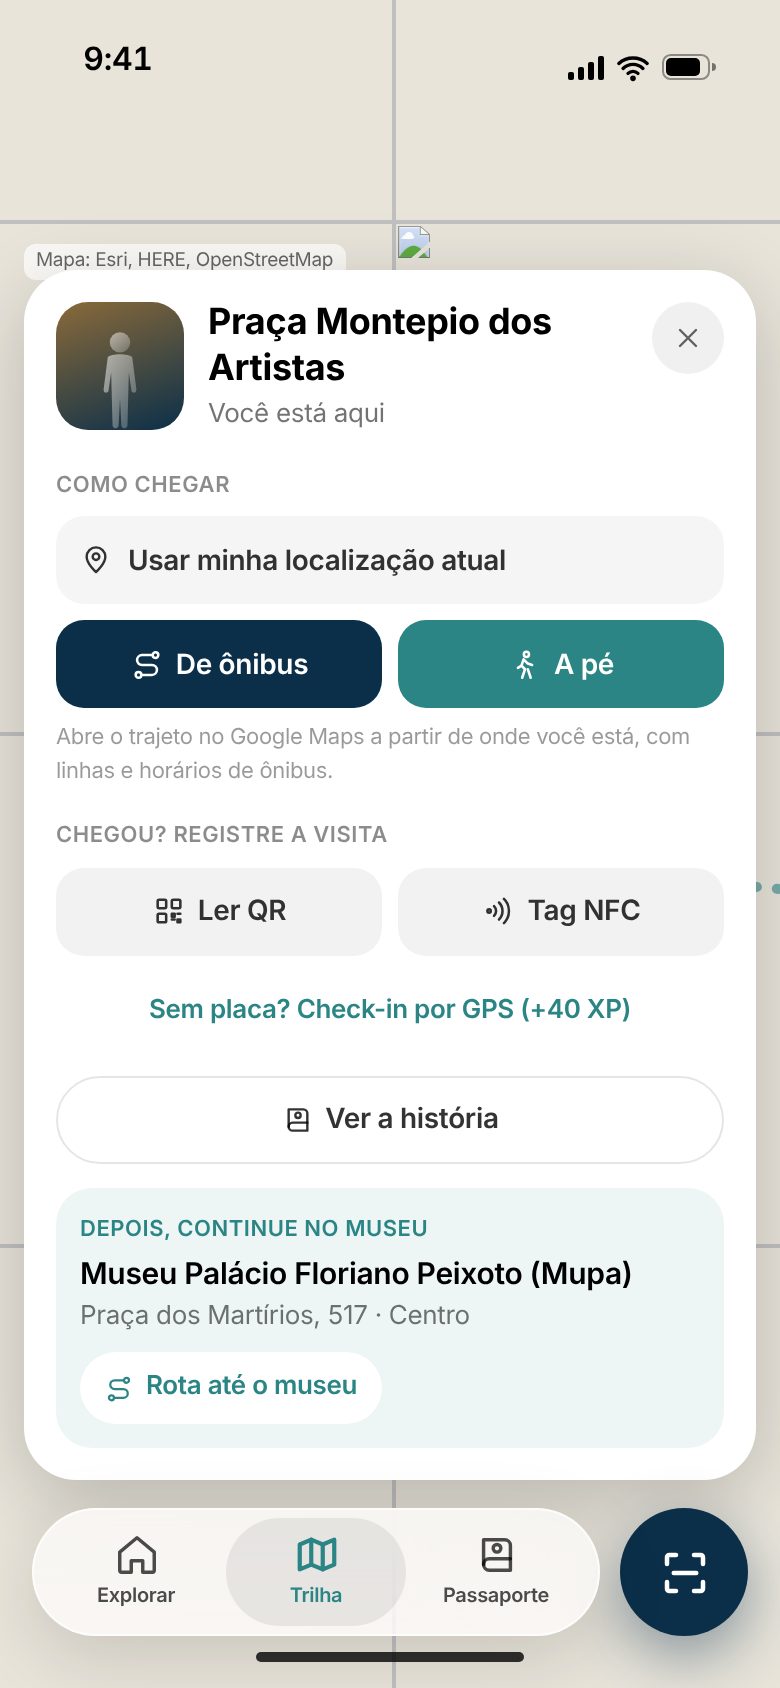 9:41
Mapa: Esri, HERE, OpenStreetMap
Praça Montepio dos
Artistas
Você está aqui
COMO CHEGAR
Usar minha localização atual
De ônibus
A pé
Abre o trajeto no Google Maps a partir de onde você está, com
linhas e horários de ônibus.
CHEGOU? REGISTRE A VISITA
Ler QR
Tag NFC
Sem placa? Check-in por GPS (+40 XP)
Ver a história
DEPOIS, CONTINUE NO MUSEU
Museu Palácio Floriano Peixoto (Mupa)
Praça dos Martírios, 517 · Centro
Rota até o museu
Explorar
Trilha
Passaporte